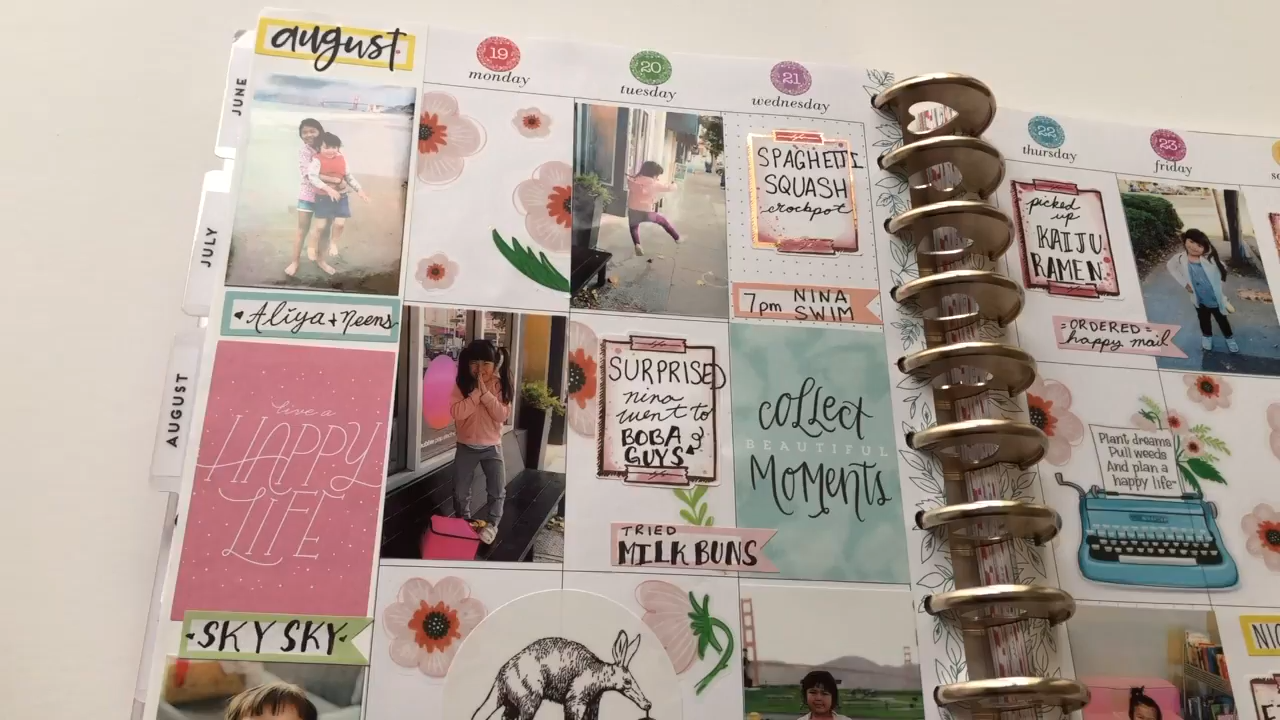 august
JUNE
JULY
AUGUST
19
monday
20
tuesday
21
wednesday
22
thursday
23
friday
Aliya + Neens
live a
HAPPY
LIFE
SKY SKY
SPAGHETTI
SQUASH
crockpot
7pm NINA
SWIM
SURPRISED
nina
went to
BOBA
GUYS
TRIED
MILK BUNS
collect
BEAUTIFUL
MOMENTS
picked
up
KAIJU
RAMEN
=ORDERED=
happy mail
Plant dreams
Pull weeds
And plan a
happy life